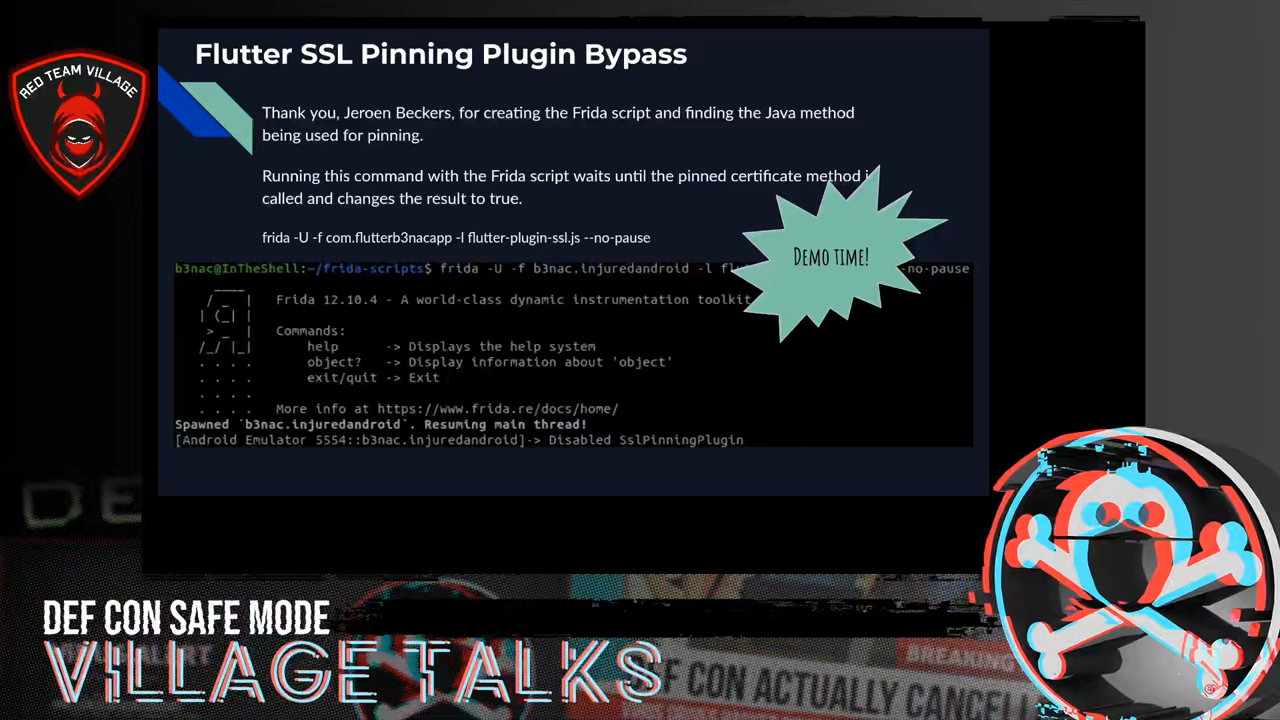 RED TEAM VILLAGE
Flutter SSL Pinning Plugin Bypass
Thank you, Jeroen Beckers, for creating the Frida script and finding the Java method
being used for pinning.
Running this command with the Frida script waits until the pinned certificate method
called and changes the result to true.
frida -U -f com.flutterb3nacapp -l flutter-plugin-ssl.js --no-pause
Demo time!
b3nac@InTheShell:~/frida-scripts$ frida -U -f b3nac.injuredandroid -l -no-pause
Frida 12.10.4 - A world-class dynamic instrumentation toolkit
Commands:
help -> Displays the help system
object? -> Display information about 'object'
exit/quit -> Exit
More info at https://www.frida.re/docs/home/
Spawned `b3nac.injuredandroid`. Resuming main thread!
[Android Emulator 5554::b3nac.injuredandroid]-> Disabled SslPinningPlugin
DEF CON SAFE MODE
VILLAGE TALKS
BREAKING
DEF CON ACTUALLY